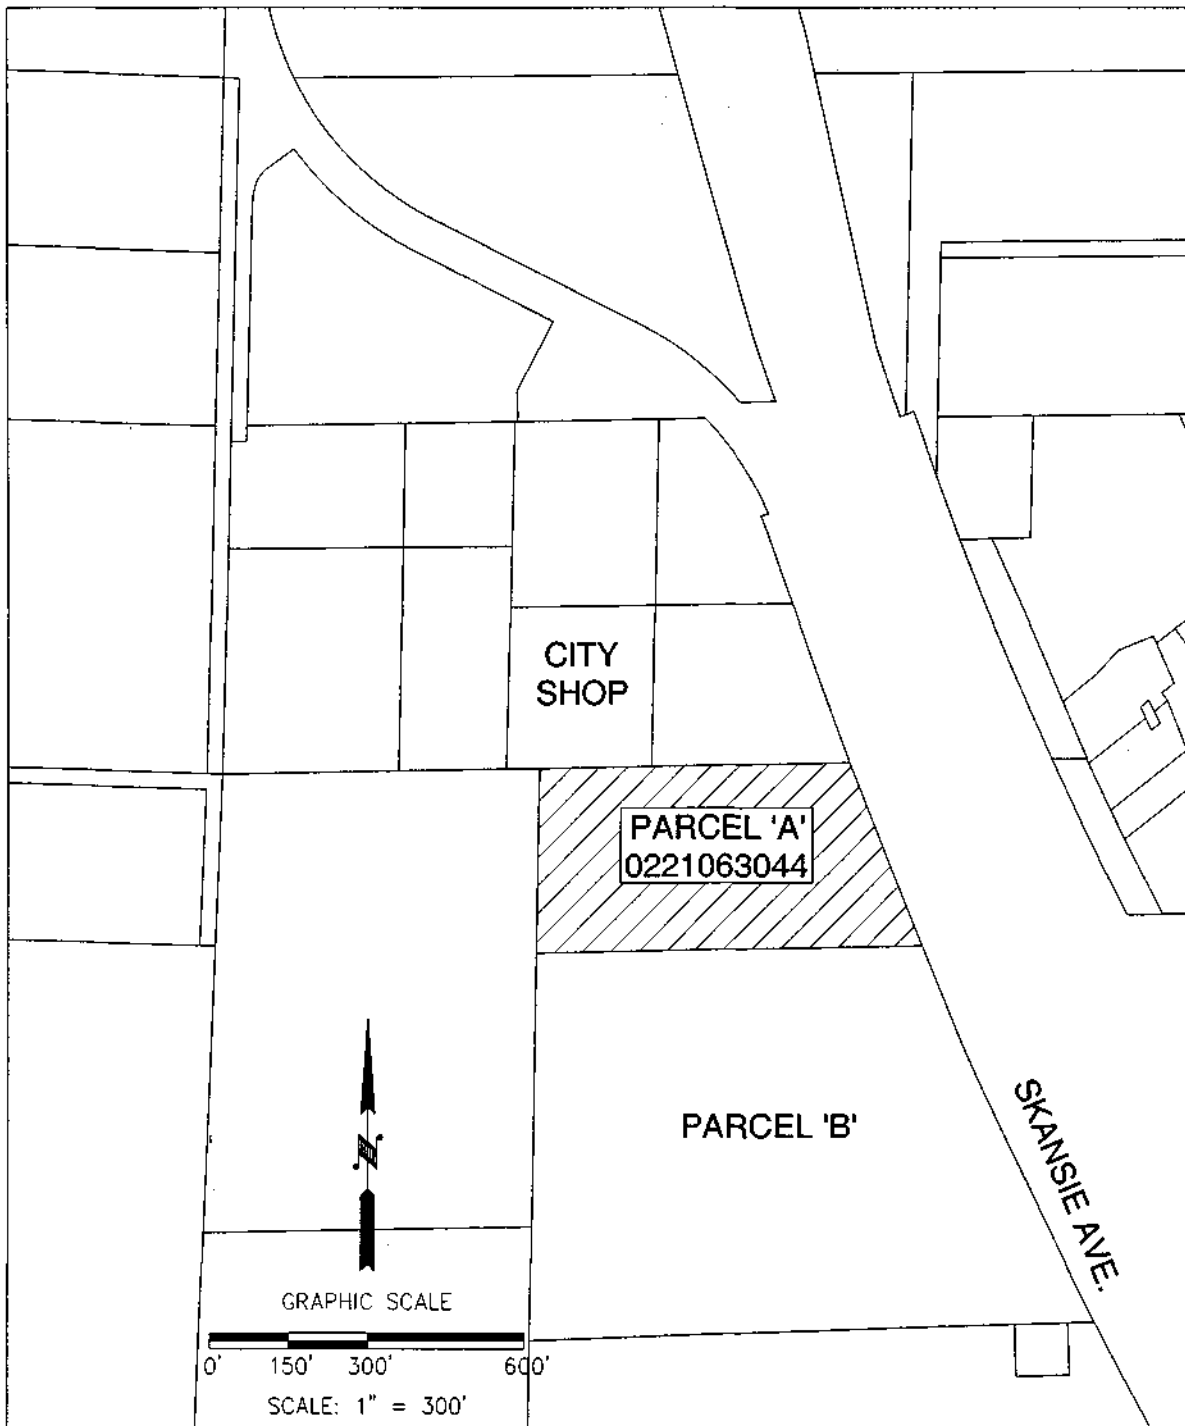 CITY
SHOP
PARCEL 'A'
0221063044
PARCEL 'B'
SKANSIE AVE.
N
GRAPHIC SCALE
0' 150' 300' 600'
SCALE: 1" = 300'